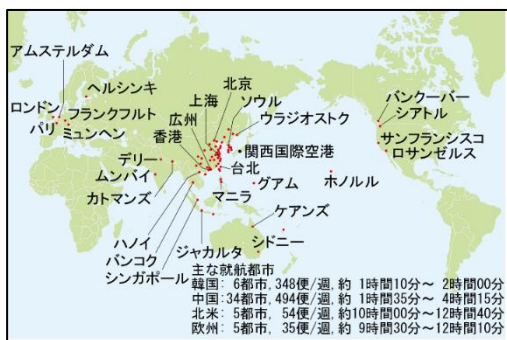 アムステルダム
ヘルシンキ
ロンドン
フランクフルト
パリ
ミュンヘン
北京
上海
ソウル
広州
ウラジオストク
香港
関西国際空港
デリー
台北
ムンバイ
カトマンズ
グアム
マニラ
ホノルル
バンクーバー
シアトル
サンフランシスコ
ロサンゼルス
ハノイ
バンコク
シンガポール
ジャカルタ
ケアンズ
シドニー
主な就航都市
韓国: 6都市, 348便/週, 約 1時間10分~ 2時間00分
中国:34都市, 494便/週, 約 1時間35分~ 4時間15分
北米: 5都市, 54便/週, 約10時間00分~12時間40分
欧州: 5都市, 35便/週, 約 9時間30分~12時間10分